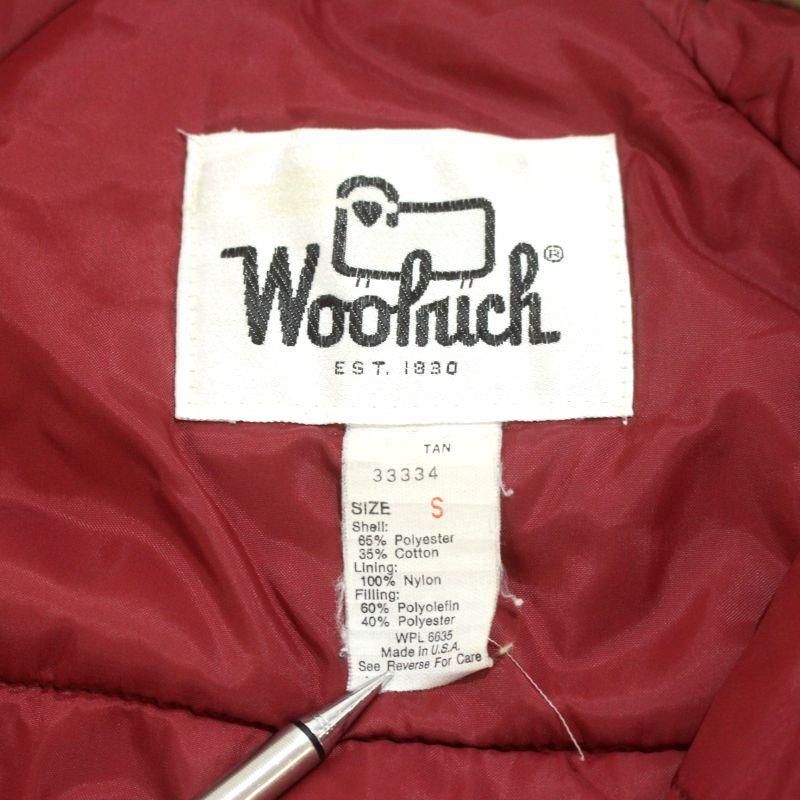 Woolrich®
EST. 1830
TAN
33334
SIZE S
Shell:
65% Polyester
35% Cotton
Lining:
100% Nylon
Filling:
60% Polyolefin
40% Polyester
WPL 6635
Made in U.S.A.
See Reverse For Care